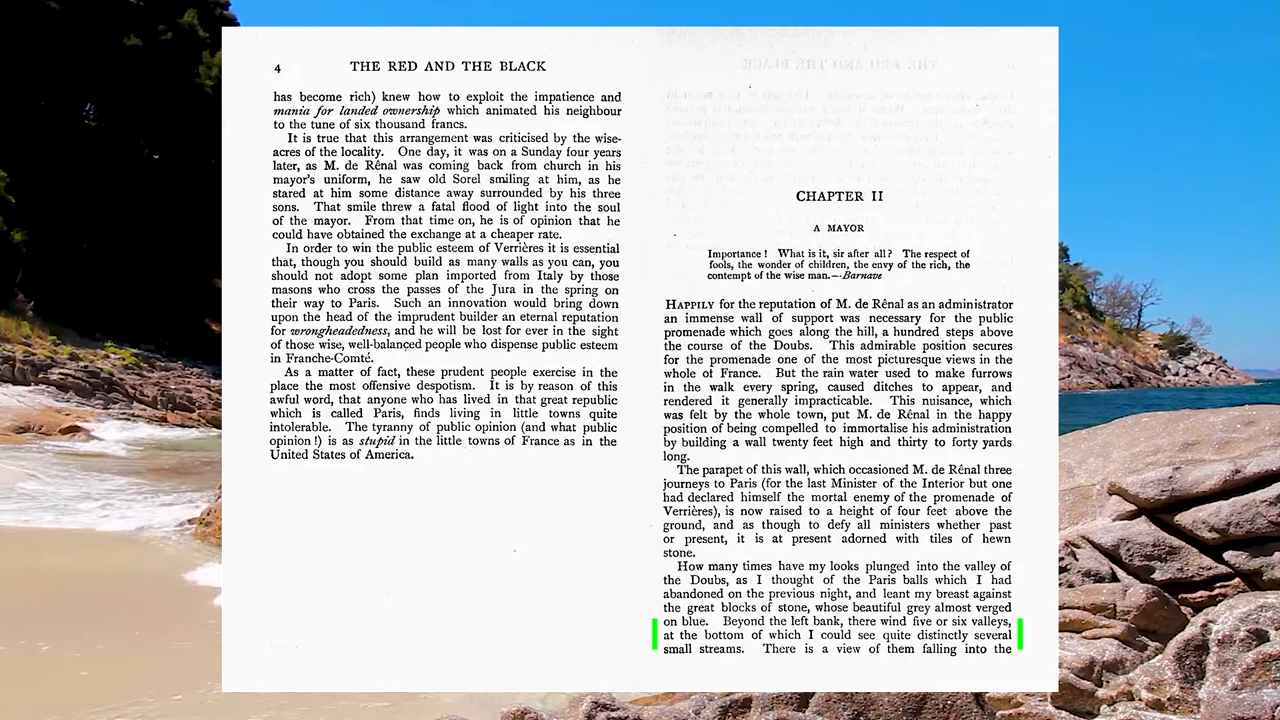 4 THE RED AND THE BLACK
has become rich) knew how to exploit the impatience and
mania for landed ownership which animated his neighbour
to the tune of six thousand francs.
It is true that this arrangement was criticised by the wise-
acres of the locality. One day, it was on a Sunday four years
later, as M. de Rênal was coming back from church in his
mayor's uniform, he saw old Sorel smiling at him, as he
stared at him some distance away surrounded by his three
sons. That smile threw a fatal flood of light into the soul
of the mayor. From that time on, he is of opinion that he
could have obtained the exchange at a cheaper rate.
In order to win the public esteem of Verrières it is essential
that, though you should build as many walls as you can, you
should not adopt some plan imported from Italy by those
masons who cross the passes of the Jura in the spring on
their way to Paris. Such an innovation would bring down
upon the head of the imprudent builder an eternal reputation
for wrongheadedness, and he will be lost for ever in the sight
of those wise, well-balanced people who dispense public esteem
in Franche-Comté.
As a matter of fact, these prudent people exercise in the
place the most offensive despotism. It is by reason of this
awful word, that anyone who has lived in that great republic
which is called Paris, finds living in little towns quite
intolerable. The tyranny of public opinion (and what public
opinion !) is as stupid in the little towns of France as in the
United States of America.
CHAPTER II
A MAYOR
Importance ! What is it, sir after all ? The respect of
fools, the wonder of children, the envy of the rich, the
contempt of the wise man.—Barnave
HAPPILY for the reputation of M. de Rênal as an administrator
an immense wall of support was necessary for the public
promenade which goes along the hill, a hundred steps above
the course of the Doubs. This admirable position secures
for the promenade one of the most picturesque views in the
whole of France. But the rain water used to make furrows
in the walk every spring, caused ditches to appear, and
rendered it generally impracticable. This nuisance, which
was felt by the whole town, put M. de Rénal in the happy
position of being compelled to immortalise his administration
by building a wall twenty feet high and thirty to forty yards
long.
The parapet of this wall, which occasioned M. de Rênal three
journeys to Paris (for the last Minister of the Interior but one
had declared himself the mortal enemy of the promenade of
Verrières), is now raised to a height of four feet above the
ground, and as though to defy all ministers whether past
or present, it is at present adorned with tiles of hewn
stone.
How many times have my looks plunged into the valley of
the Doubs, as I thought of the Paris balls which I had
abandoned on the previous night, and leant my breast against
the great blocks of stone, whose beautiful grey almost verged
on blue. Beyond the left bank, there wind five or six valleys,
at the bottom of which I could see quite distinctly several
small streams. There is a view of them falling into the